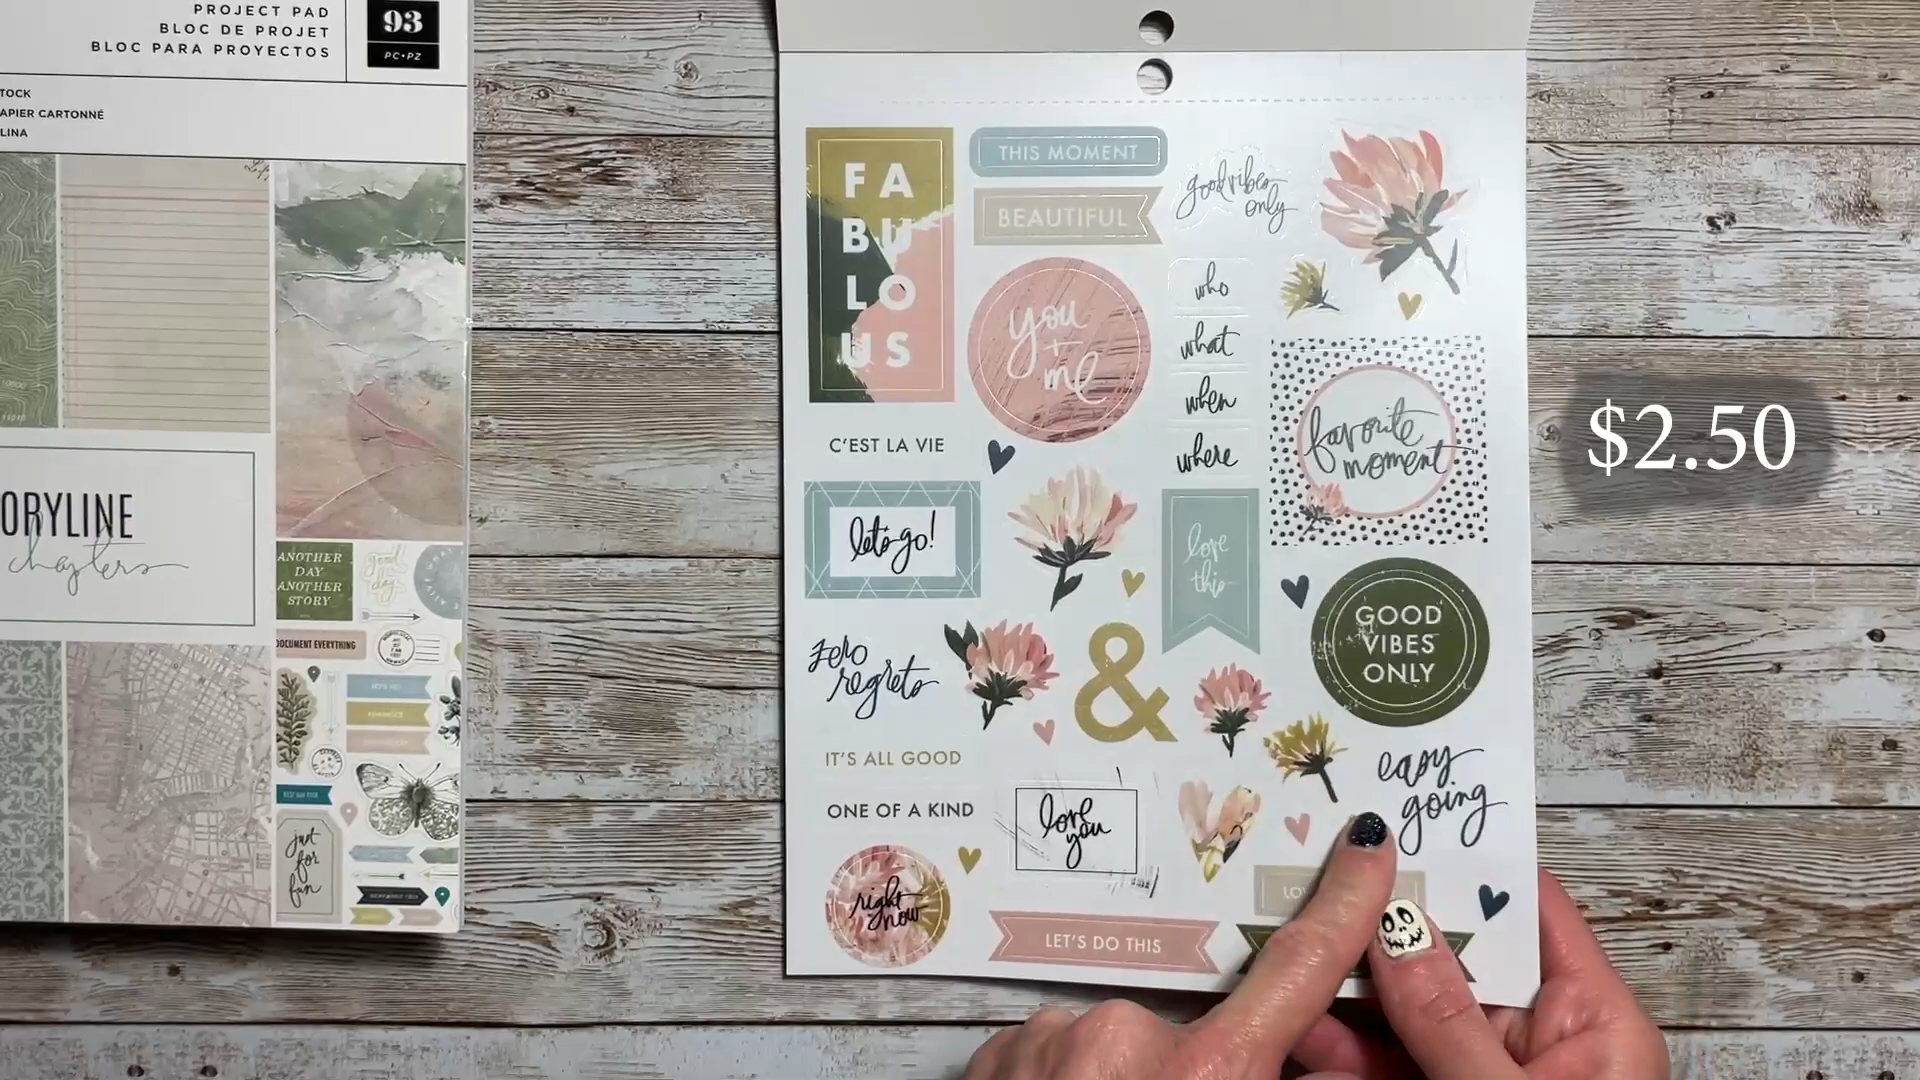 PROJECT PAD
BLOC DE PROJET
BLOC PARA PROYECTOS
93
PC•PZ
TOCK
APIER CARTONNÉ
LINA
ORYLINE
chapters
ANOTHER
DAY
ANOTHER
STORY
good
day
DOCUMENT EVERYTHING
just
for
fun
FA
BU
LO
US
THIS MOMENT
BEAUTIFUL
good vibes
only
you
+
me
who
what
when
where
favorite
moment
C'EST LA VIE
let's go!
love
this
GOOD
VIBES
ONLY
zero
regrets
&
IT'S ALL GOOD
ONE OF A KIND
love
you
easy
going
right
now
LET'S DO THIS
$2.50